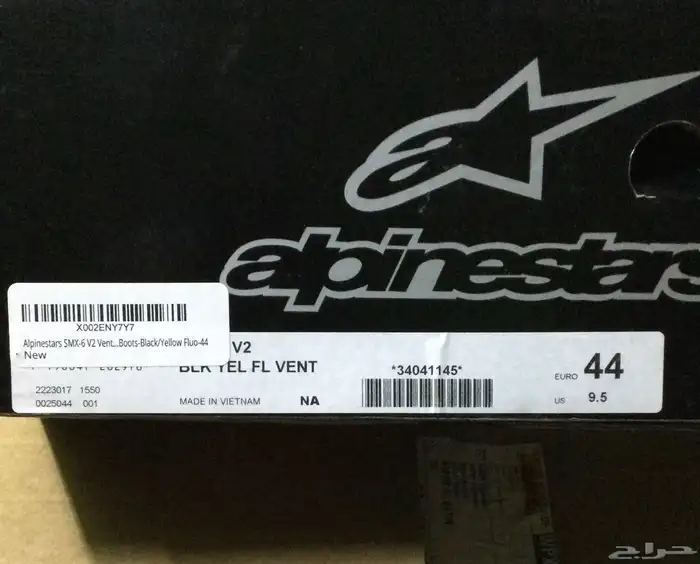 alpinestars
X002ENY7Y7
Alpinestars SMX-6 V2 Vent...Boots-Black/Yellow Fluo-44
New
V2
BLK YEL FL VENT
2223017 1550
0025044 001
MADE IN VIETNAM NA
*34041145*
EURO 44
US 9.5
حراج